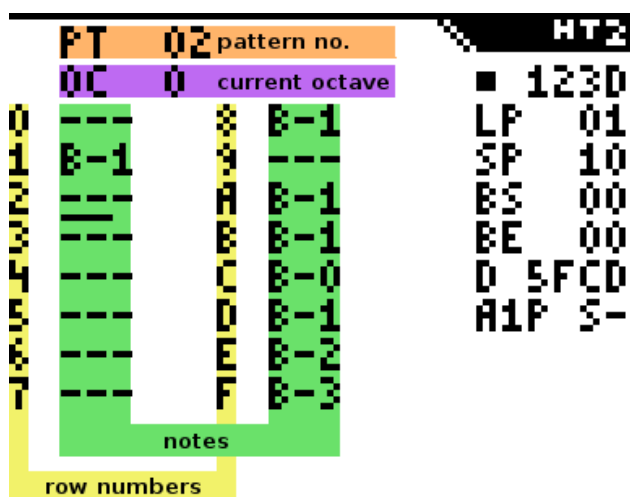 PT 02 pattern no. HT2
OC 0 current octave ■ 123D
0 --- 8 B-1 LP 01
1 B-1 9 --- SP 10
2 --- A B-1 BS 00
3 --- B B-1 BE 00
4 --- C B-0 D 5FCD
5 --- D B-1 A1P S-
6 --- E B-2
7 --- F B-3
notes
row numbers